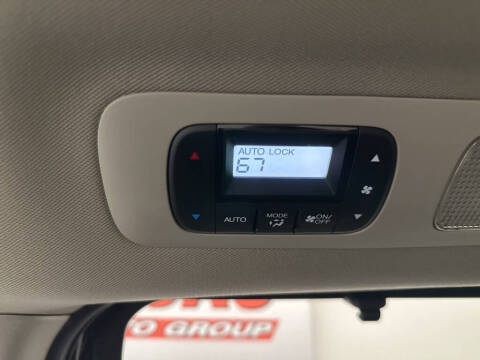 AUTO LOCK
67
AUTO
MODE
ON/
OFF
O GROUP